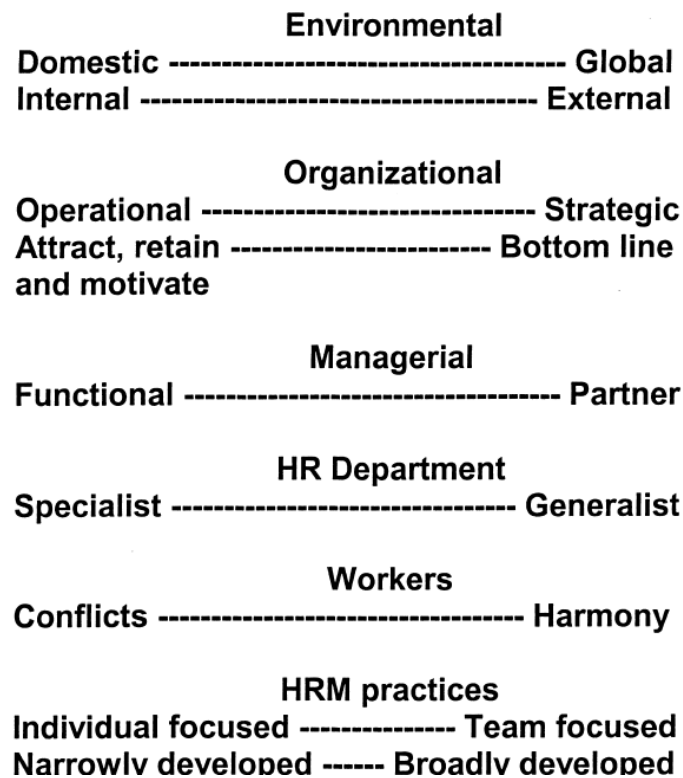 Environmental
Domestic -------------------------------------- Global
Internal -------------------------------------- External
Organizational
Operational -------------------------------- Strategic
Attract, retain ------------------------- Bottom line
and motivate
Managerial
Functional ------------------------------------ Partner
HR Department
Specialist --------------------------------- Generalist
Workers
Conflicts ----------------------------------- Harmony
HRM practices
Individual focused --------------- Team focused
Narrowly developed ------ Broadly developed